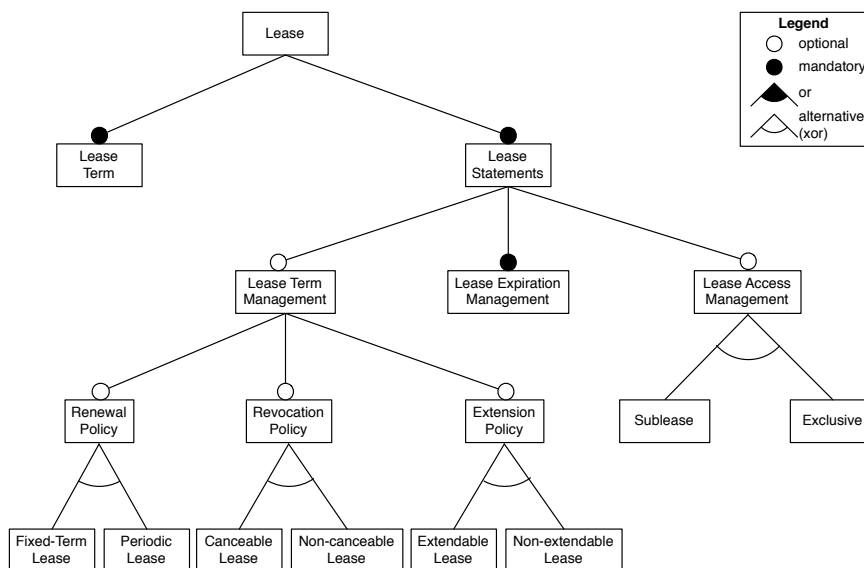 Lease
Legend
optional
mandatory
or
alternative
(xor)
Lease
Term
Lease
Statements
Lease Term
Management
Lease Expiration
Management
Lease Access
Management
Renewal
Policy
Revocation
Policy
Extension
Policy
Sublease
Exclusive
Fixed-Term
Lease
Periodic
Lease
Canceable
Lease
Non-canceable
Lease
Extendable
Lease
Non-extendable
Lease